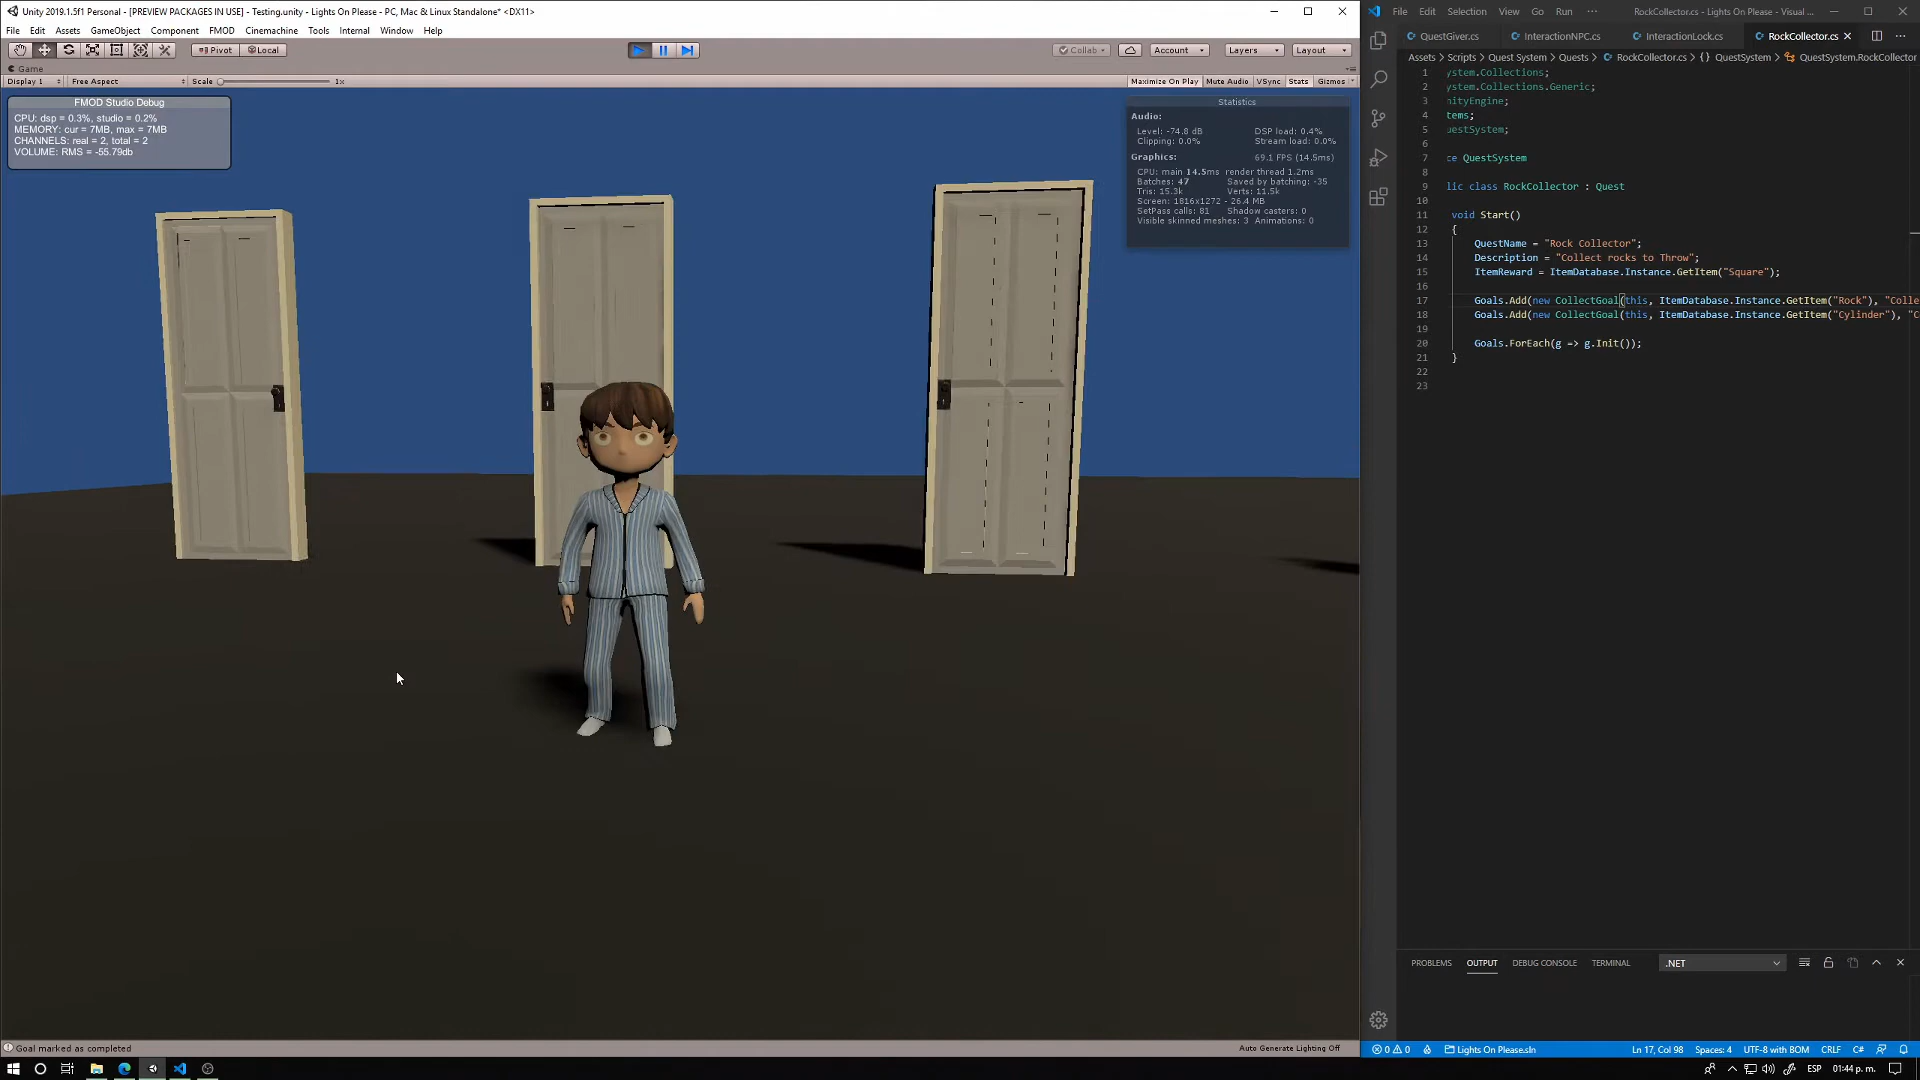 Unity 2019.1.5f1 Personal - [PREVIEW PACKAGES IN USE] - Testing.unity - Lights On Please - PC, Mac & Linux Standalone* <DX11>
File Edit Assets GameObject Component FMOD Cinemachine Tools Internal Window Help
Pivot Local Collab Account Layers Layout
Game
Display 1 Free Aspect Scale 1x Maximize On Play Mute Audio VSync Stats Gizmos
FMOD Studio Debug
CPU: dsp = 0.3%, studio = 0.2%
MEMORY: cur = 7MB, max = 7MB
CHANNELS: real = 2, total = 2
VOLUME: RMS = -55.79db
Statistics
Audio:
Level: -74.8 dB DSP load: 0.4%
Clipping: 0.0% Stream load: 0.0%
Graphics: 69.1 FPS (14.5ms)
CPU: main 14.5ms render thread 1.2ms
Batches: 47 Saved by batching: -35
Tris: 15.3k Verts: 11.5k
Screen: 1816x1272 - 26.4 MB
SetPass calls: 81 Shadow casters: 0
Visible skinned meshes: 3 Animations: 0
Goal marked as completed
Auto Generate Lighting Off
File Edit Selection View Go Run ··· RockCollector.cs - Lights On Please - Visual ...
QuestGiver.cs InteractionNPC.cs InteractionLock.cs RockCollector.cs
Assets > Scripts > Quest System > Quests > RockCollector.cs > {} QuestSystem > QuestSystem.RockCollector
1 ystem.Collections;
2 ystem.Collections.Generic;
3 nityEngine;
4 tems;
5 uestSystem;
6
7 ce QuestSystem
8
9 lic class RockCollector : Quest
10
11 void Start()
12 {
13 QuestName = "Rock Collector";
14 Description = "Collect rocks to Throw";
15 ItemReward = ItemDatabase.Instance.GetItem("Square");
16
17 Goals.Add(new CollectGoal(this, ItemDatabase.Instance.GetItem("Rock"), "Colle
18 Goals.Add(new CollectGoal(this, ItemDatabase.Instance.GetItem("Cylinder"), "C
19
20 Goals.ForEach(g => g.Init());
21 }
22
23
PROBLEMS OUTPUT DEBUG CONSOLE TERMINAL .NET
0 0 Lights On Please.sln Ln 17, Col 98 Spaces: 4 UTF-8 with BOM CRLF C#
ESP 01:44 p. m.